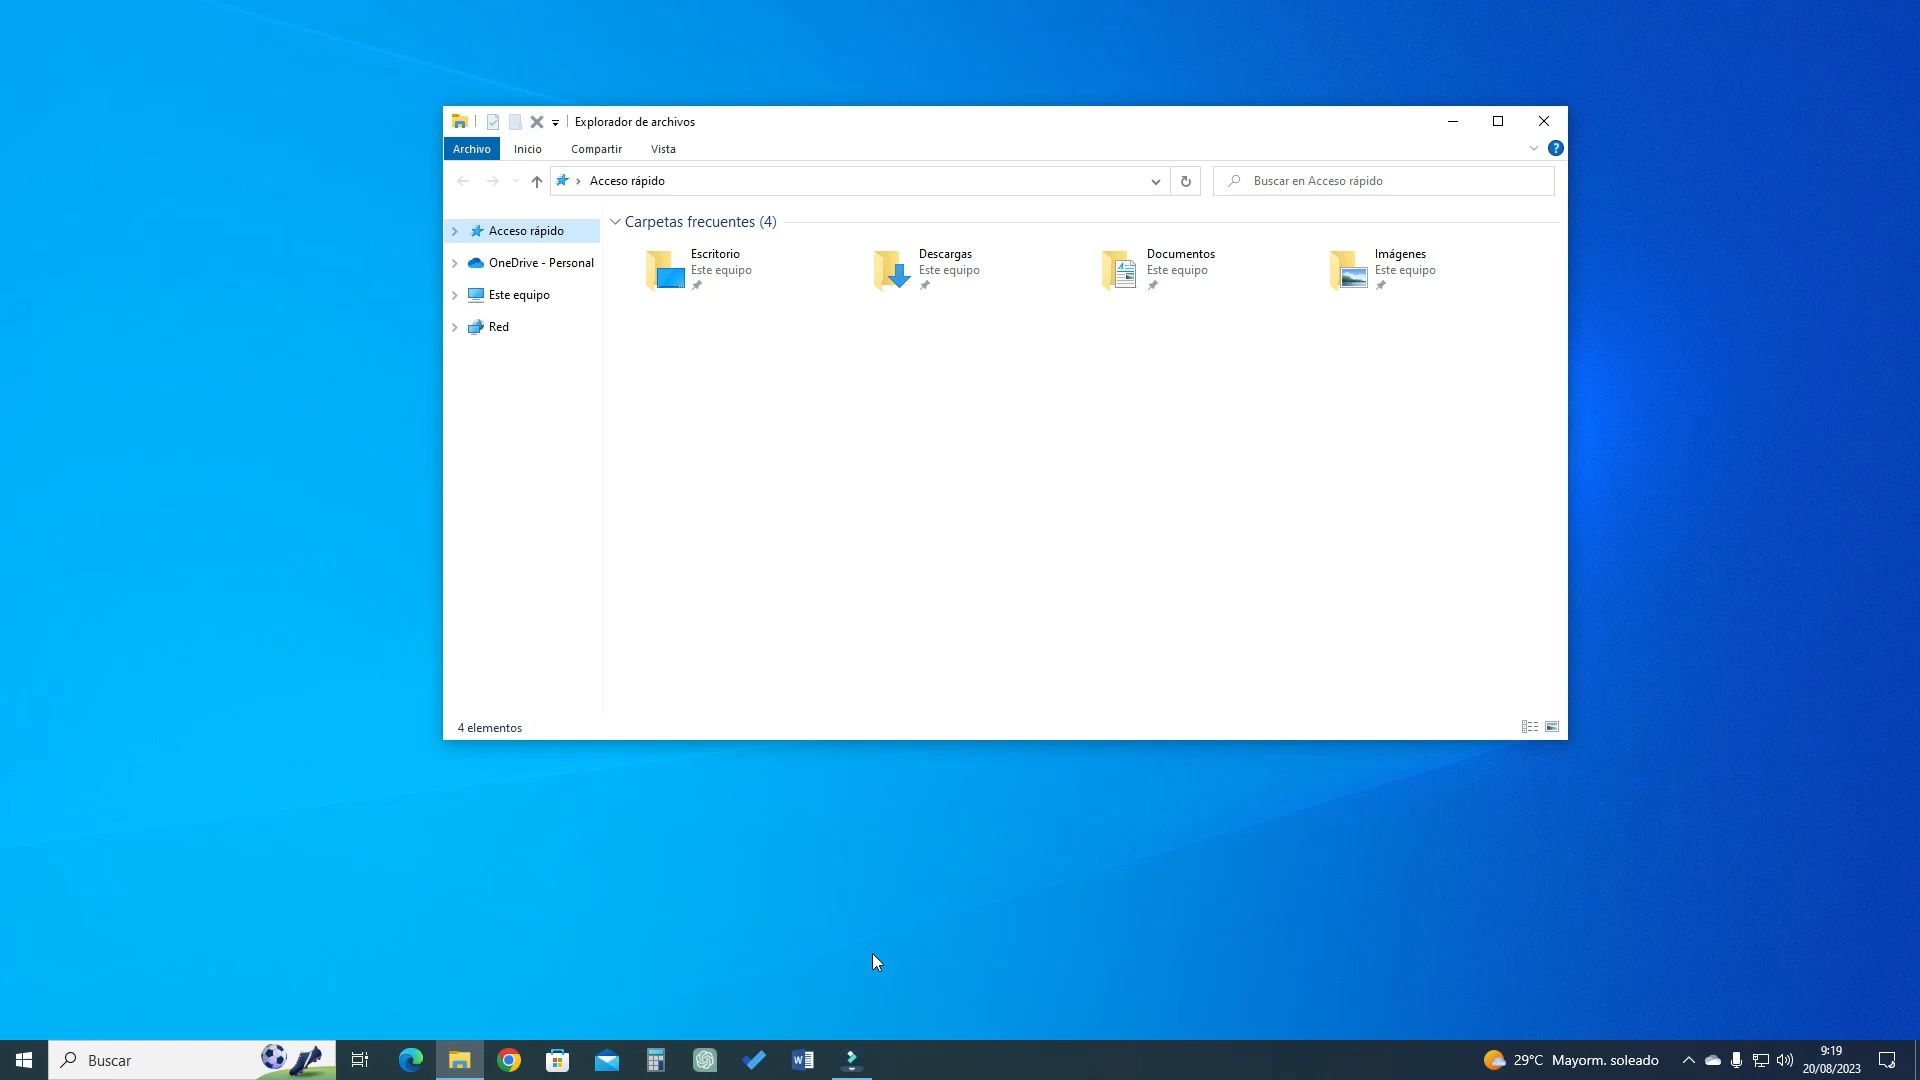 Explorador de archivos
Archivo Inicio Compartir Vista
Acceso rápido
Buscar en Acceso rápido
Acceso rápido
OneDrive - Personal
Este equipo
Red
Carpetas frecuentes (4)
Escritorio
Este equipo
Descargas
Este equipo
Documentos
Este equipo
Imágenes
Este equipo
4 elementos
Buscar
29°C Mayorm. soleado
9:19
20/08/2023